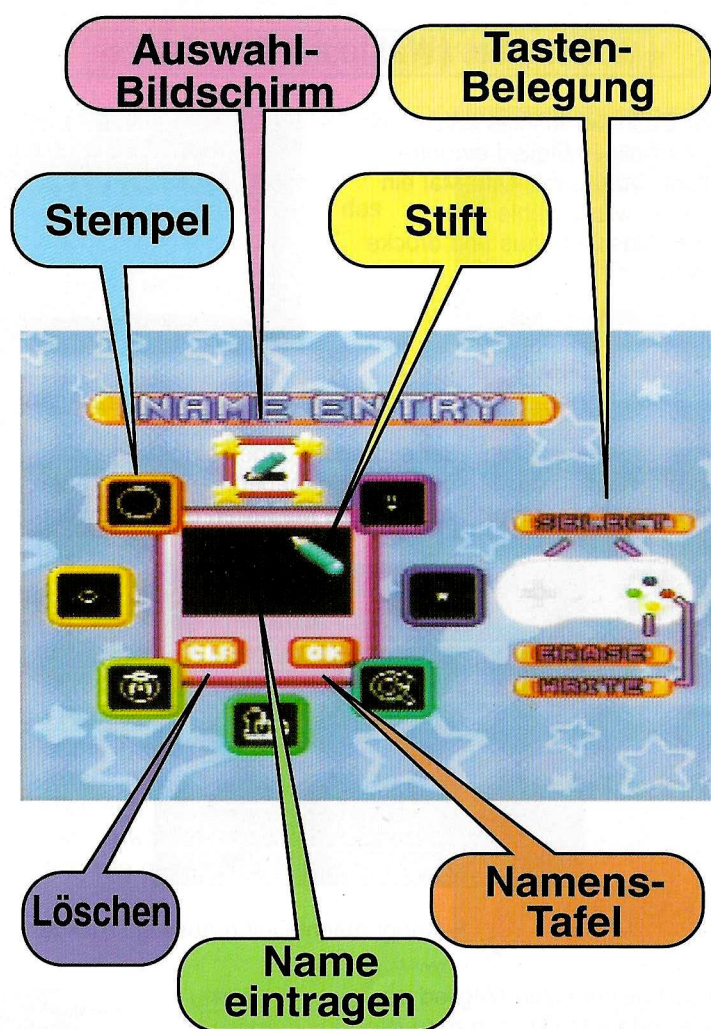 Auswahl-
Bildschirm
Tasten-
Belegung
Stempel
Stift
NAME ENTRY
SELECT
CLR
OK
ERASE
WRITE
Löschen
Namens-
Tafel
Name
eintragen